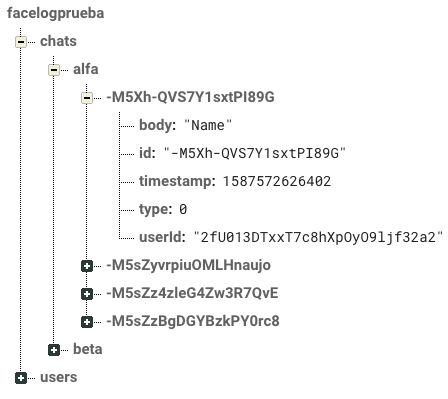 facelogprueba
chats
alfa
-M5Xh-QVS7Y1sxtPI89G
body: "Name"
id: "-M5Xh-QVS7Y1sxtPI89G"
timestamp: 1587572626402
type: 0
userId: "2fU013DTxxT7c8hXpOyO9ljf32a2"
-M5sZyvrpiuOMLHnaujo
-M5sZz4zleG4Zw3R7QvE
-M5sZzBgDGYBzkPY0rc8
beta
users